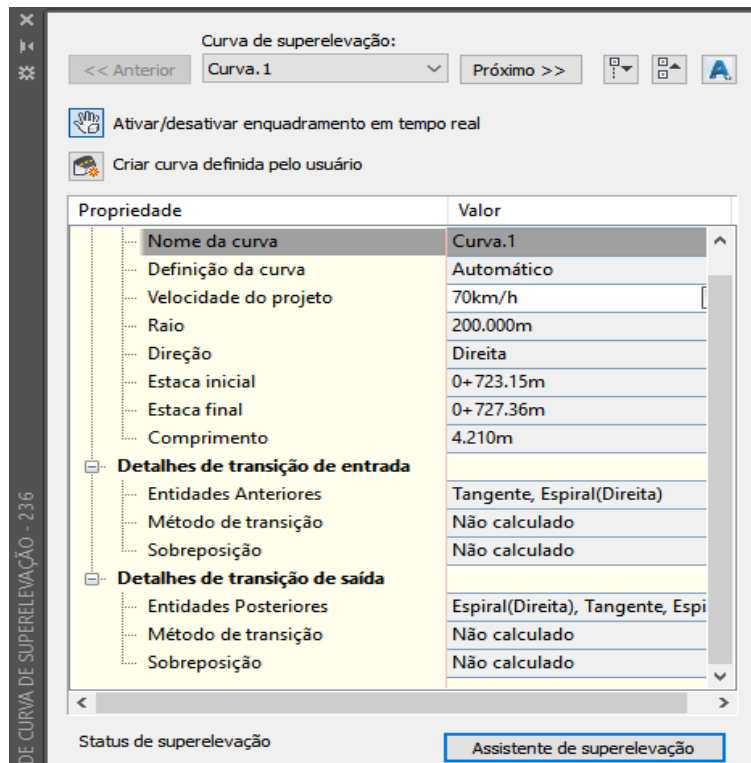 Curva de superelevação:
<< Anterior Curva.1 Próximo >>
Ativar/desativar enquadramento em tempo real
Criar curva definida pelo usuário
Propriedade Valor
Nome da curva Curva.1
Definição da curva Automático
Velocidade do projeto 70km/h
Raio 200.000m
Direção Direita
Estaca inicial 0+723.15m
Estaca final 0+727.36m
Comprimento 4.210m
Detalhes de transição de entrada
Entidades Anteriores Tangente, Espiral(Direita)
Método de transição Não calculado
Sobreposição Não calculado
Detalhes de transição de saída
Entidades Posteriores Espiral(Direita), Tangente, Espi
Método de transição Não calculado
Sobreposição Não calculado
Status de superelevação Assistente de superelevação
DE CURVA DE SUPERELEVAÇÃO - 236